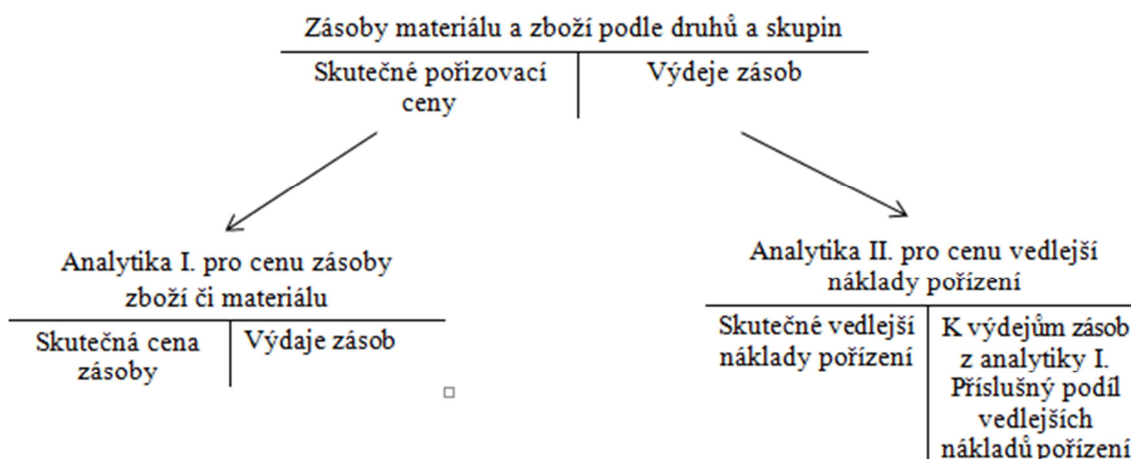 Zásoby materiálu a zboží podle druhů a skupin
Skutečné pořizovací
ceny
Výdeje zásob
Analytika I. pro cenu zásoby
zboží či materiálu
Skutečná cena
zásoby
Výdaje zásob
Analytika II. pro cenu vedlejší
náklady pořízení
Skutečné vedlejší
náklady pořízení
K výdejům zásob
z analytiky I.
Příslušný podíl
vedlejších
nákladů pořízení